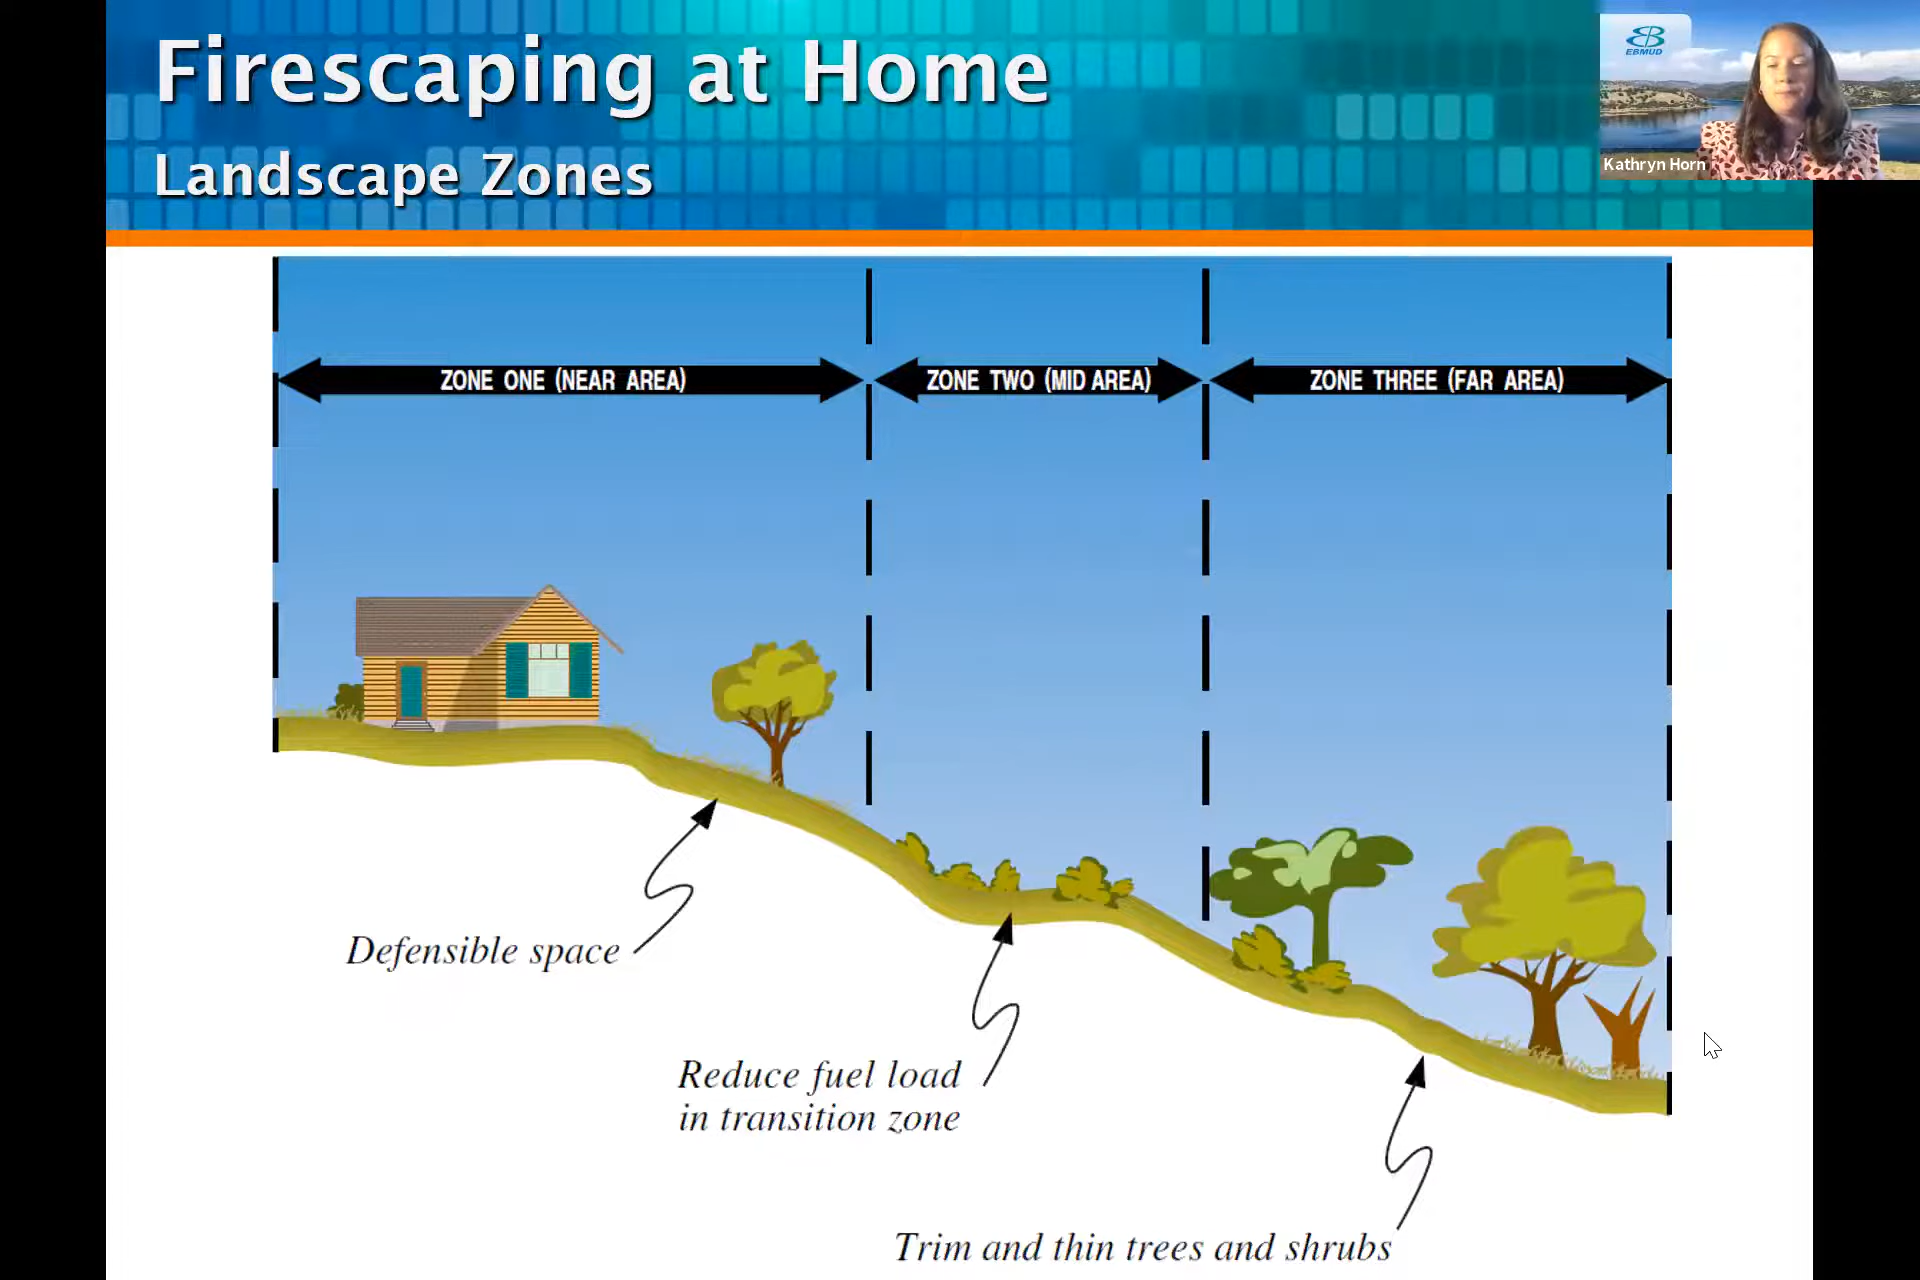 Firescaping at Home
Landscape Zones
EBMUD
Kathryn Horn
ZONE ONE (NEAR AREA)
ZONE TWO (MID AREA)
ZONE THREE (FAR AREA)
Defensible space
Reduce fuel load
in transition zone
Trim and thin trees and shrubs